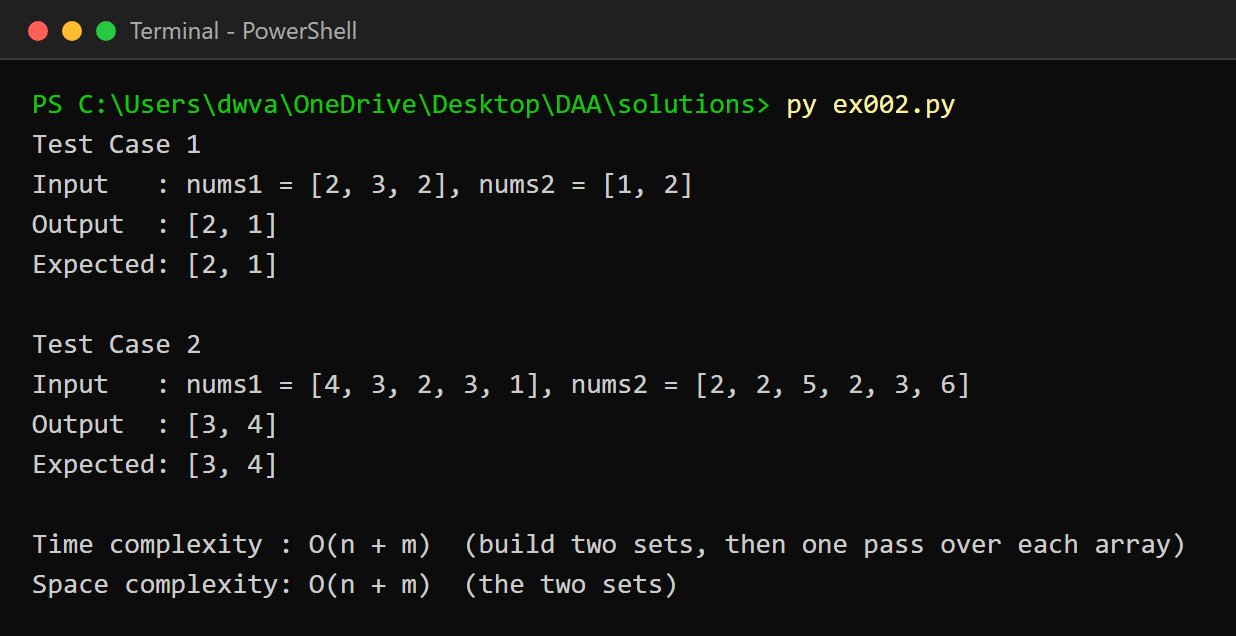 Terminal - PowerShell
PS C:\Users\dwva\OneDrive\Desktop\DAA\solutions> py ex002.py
Test Case 1
Input   : nums1 = [2, 3, 2], nums2 = [1, 2]
Output  : [2, 1]
Expected: [2, 1]

Test Case 2
Input   : nums1 = [4, 3, 2, 3, 1], nums2 = [2, 2, 5, 2, 3, 6]
Output  : [3, 4]
Expected: [3, 4]

Time complexity : O(n + m)  (build two sets, then one pass over each array)
Space complexity: O(n + m)  (the two sets)